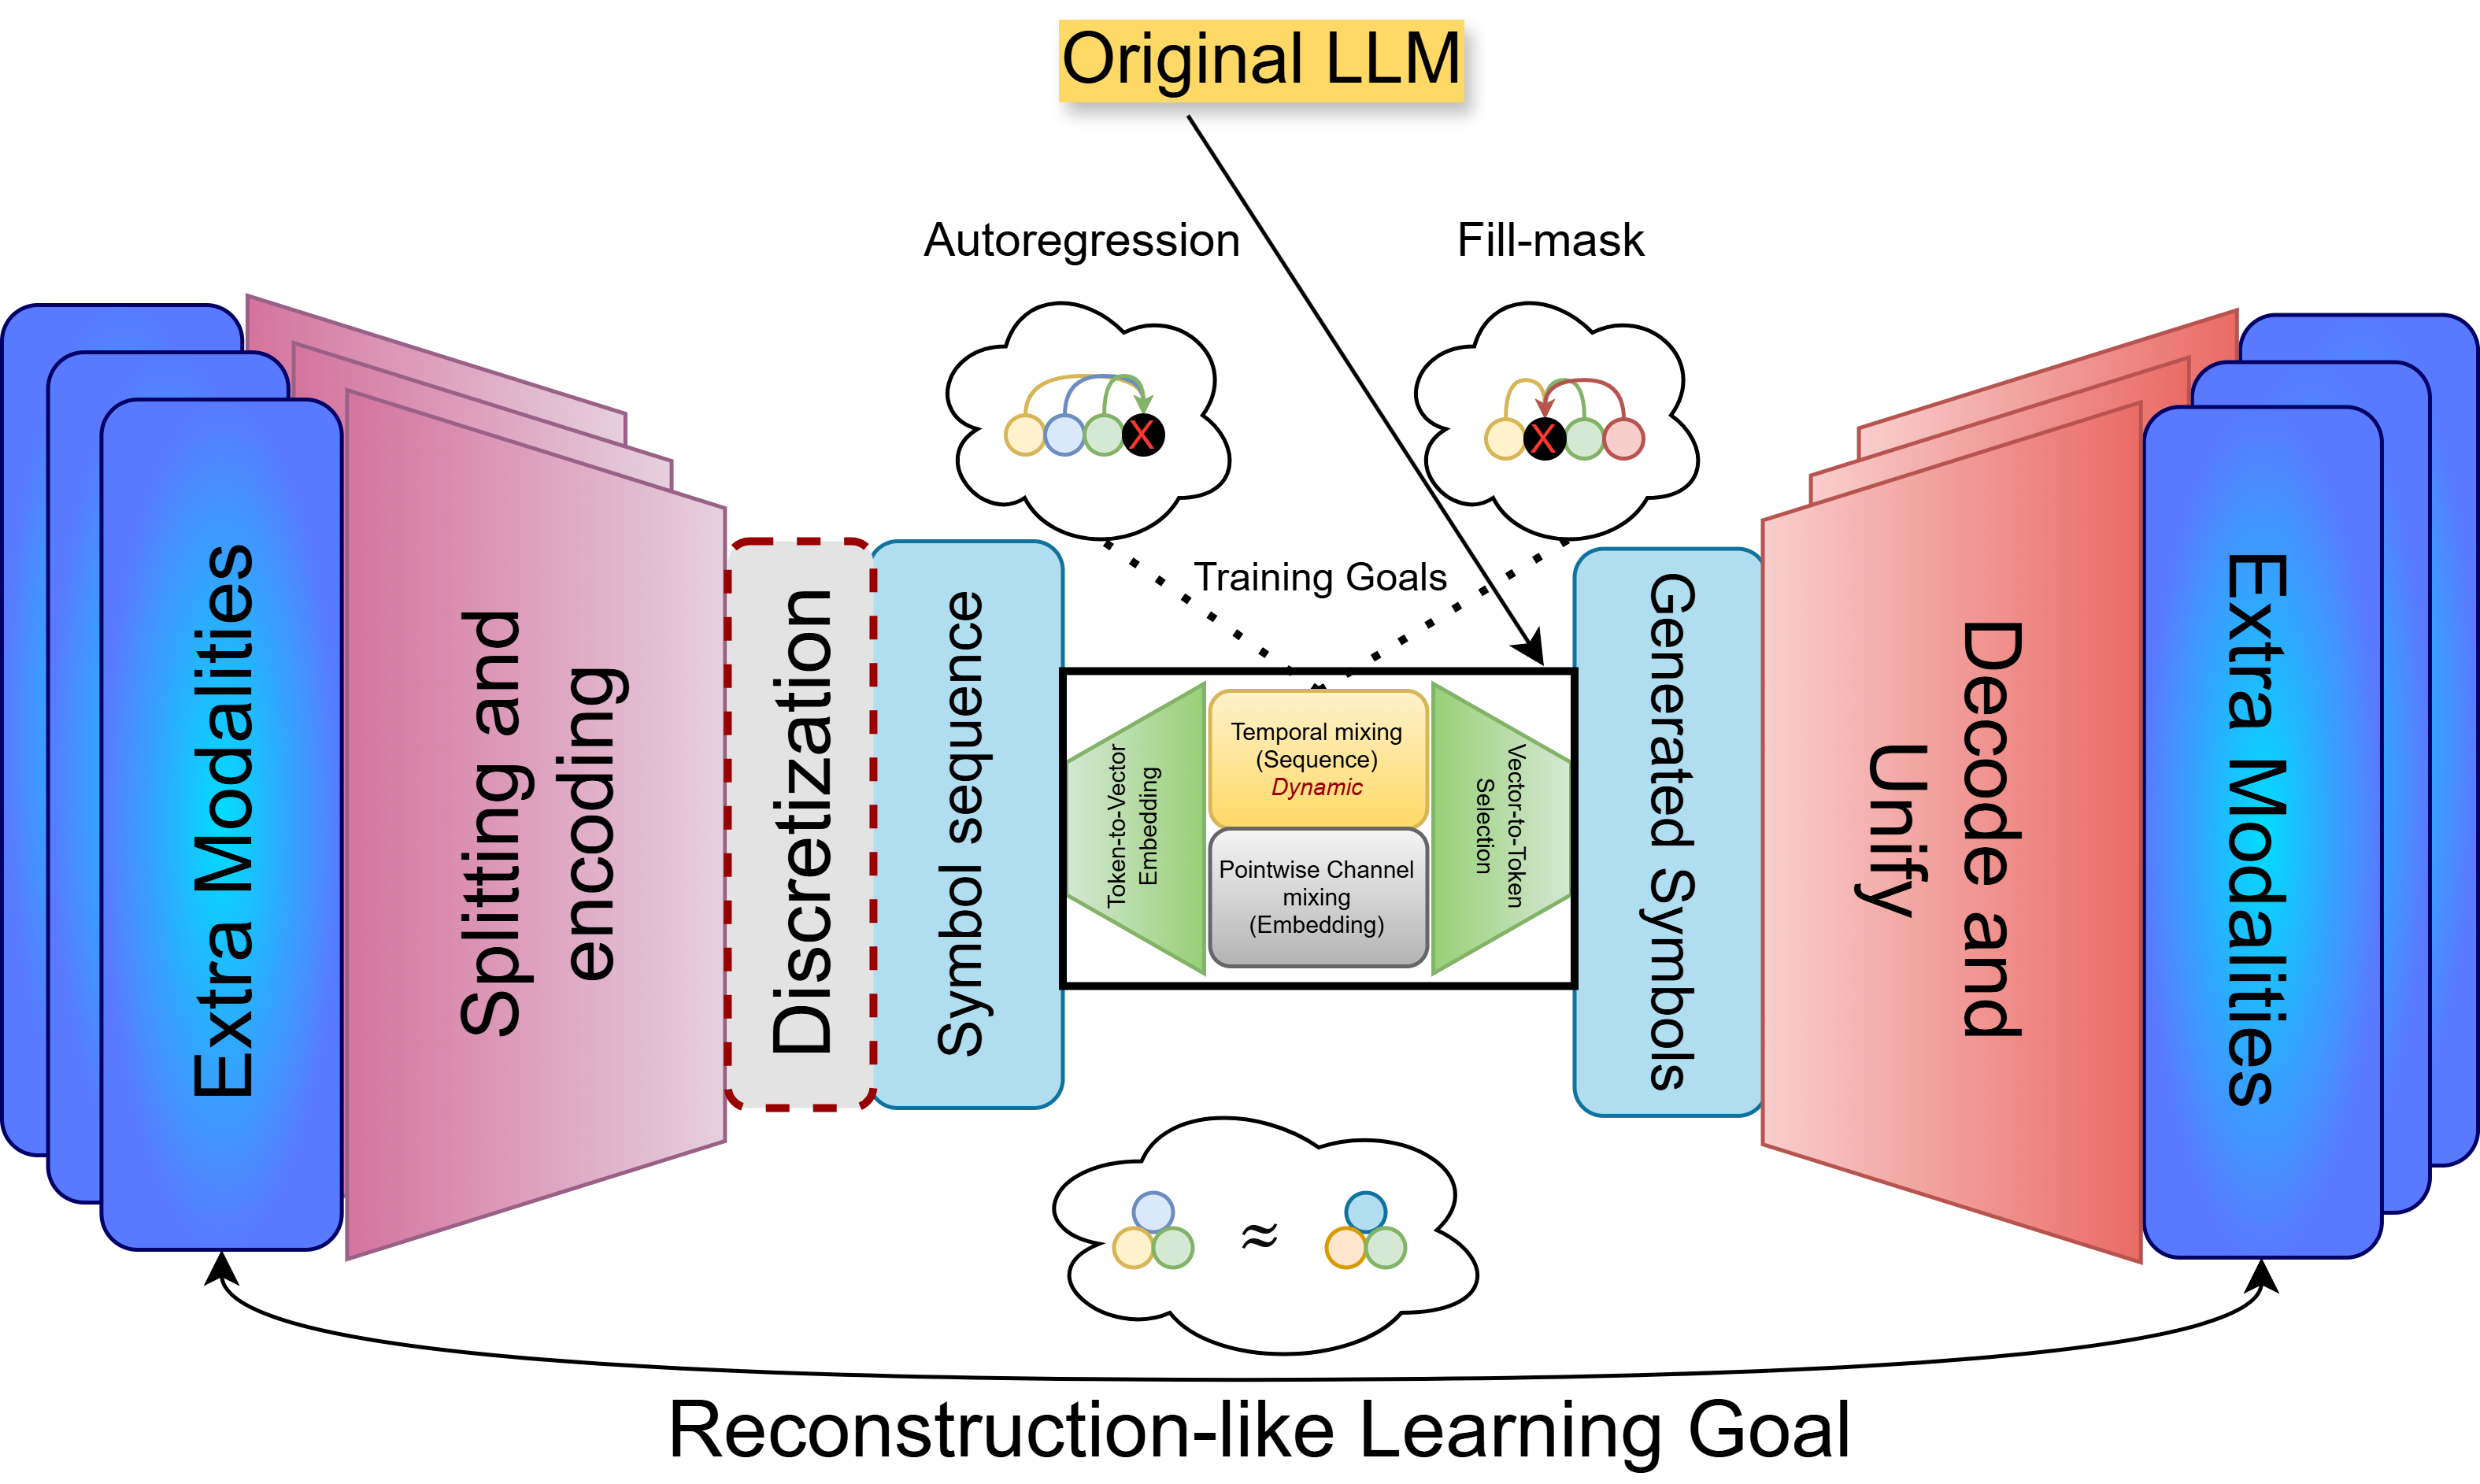 Original LLM
Autoregression
Fill-mask
X
X
Training Goals
Extra Modalities
Splitting and
encoding
Discretization
Symbol sequence
Token-to-Vector
Embedding
Temporal mixing
(Sequence)
Dynamic
Pointwise Channel
mixing
(Embedding)
Vector-to-Token
Selection
Generated Symbols
Decode and
Unify
Extra Modalities
≈
Reconstruction-like Learning Goal